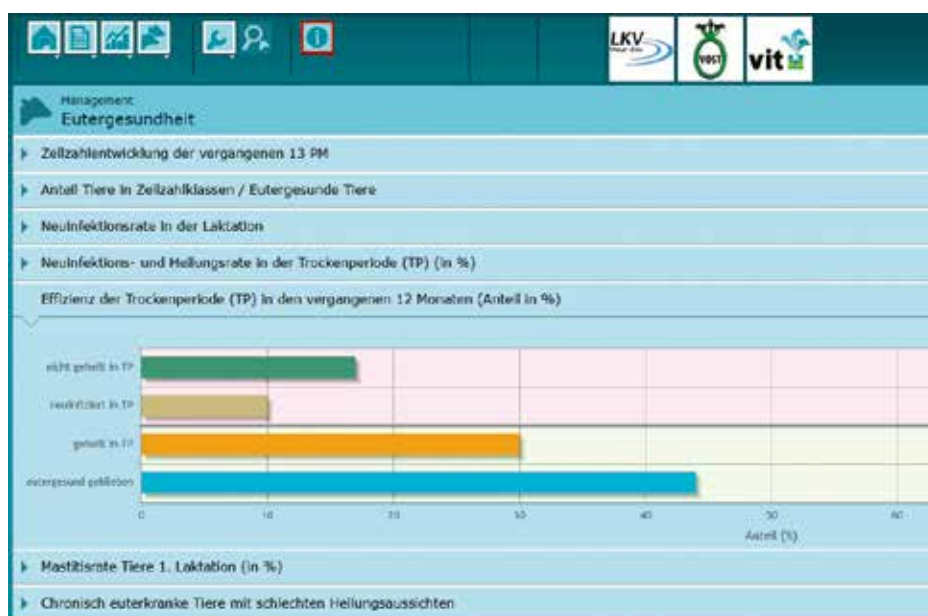 LKV
VOST
vit
Management
Eutergesundheit
Zellzahlentwicklung der vergangenen 13 PM
Anteil Tiere in Zellzahlklassen / Eutergesunde Tiere
Neuinfektionsrate in der Laktation
Neuinfektions- und Heilungsrate in der Trockenperiode (TP) (in %)
Effizienz der Trockenperiode (TP) in den vergangenen 12 Monaten (Anteil in %)
nicht geheilt in TP
neuinfiziert in TP
geheilt in TP
eutergesund geblieben
0 10 20 30 40 50 60
Anteil (%)
Mastitisrate Tiere 1. Laktation (in %)
Chronisch euterkranke Tiere mit schlechten Heilungsaussichten